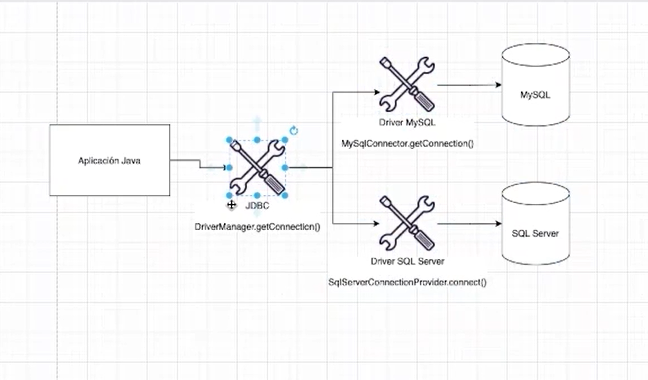 Aplicación Java
JDBC
DriverManager.getConnection()
Driver MySQL
MySqlConnector.getConnection()
MySQL
Driver SQL Server
SqlServerConnectionProvider.connect()
SQL Server